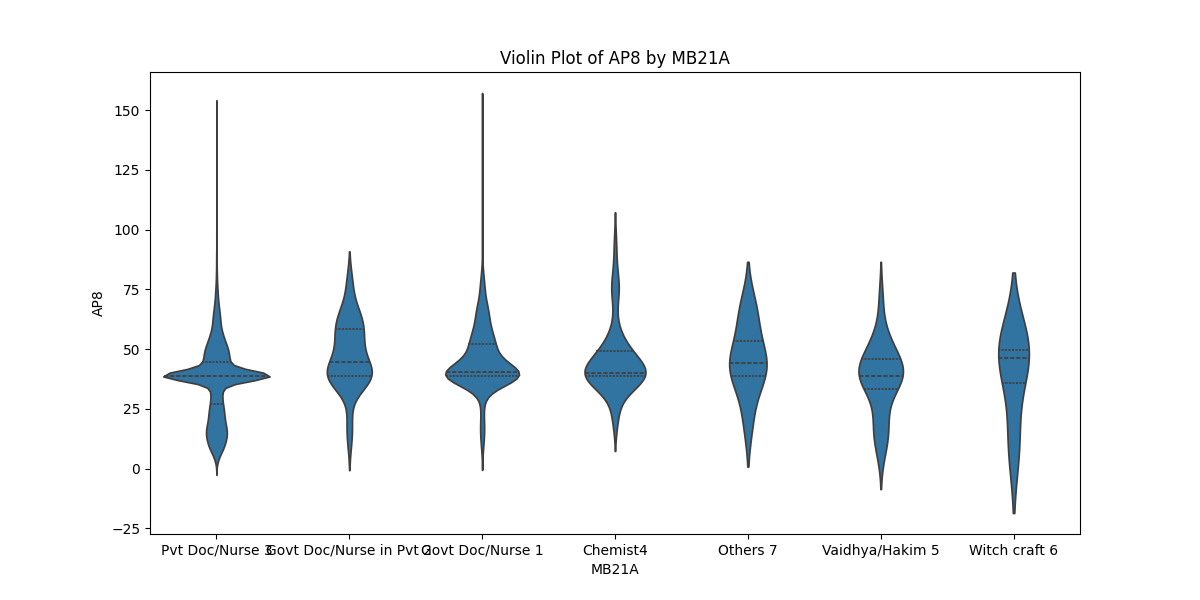 Violin Plot of AP8 by MB21A
150
125
100
75
50
25
0
−25
AP8
Pvt Doc/Nurse 3
Govt Doc/Nurse in Pvt 2
Govt Doc/Nurse 1
Chemist4
Others 7
Vaidhya/Hakim 5
Witch craft 6
MB21A